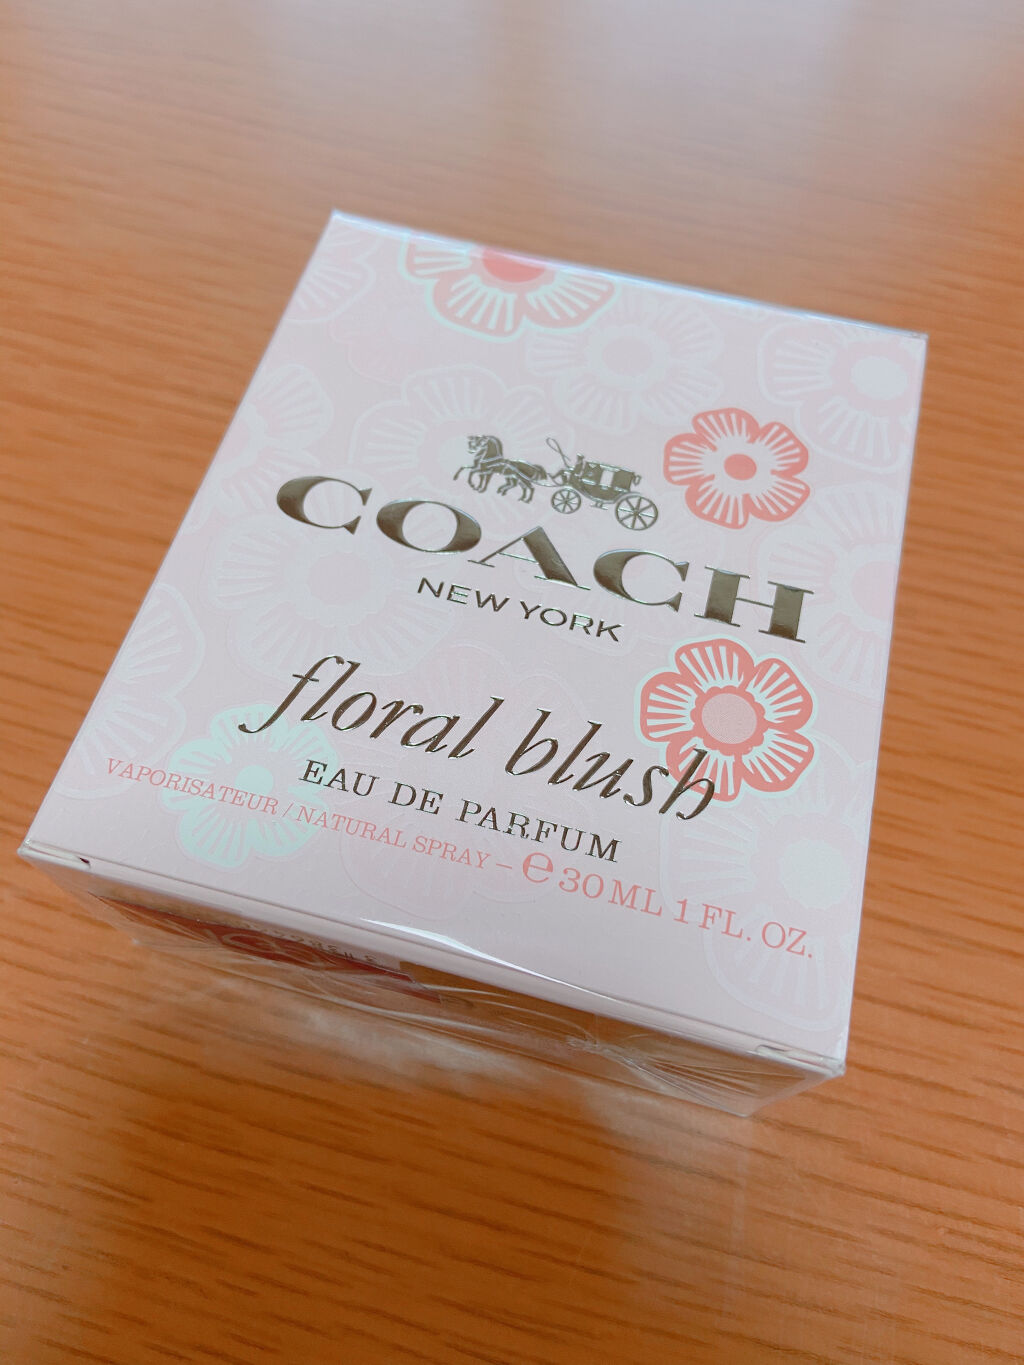 COACH
NEW YORK
floral blush
EAU DE PARFUM
VAPORISATEUR / NATURAL SPRAY – ℮ 30 ML 1 FL. OZ.